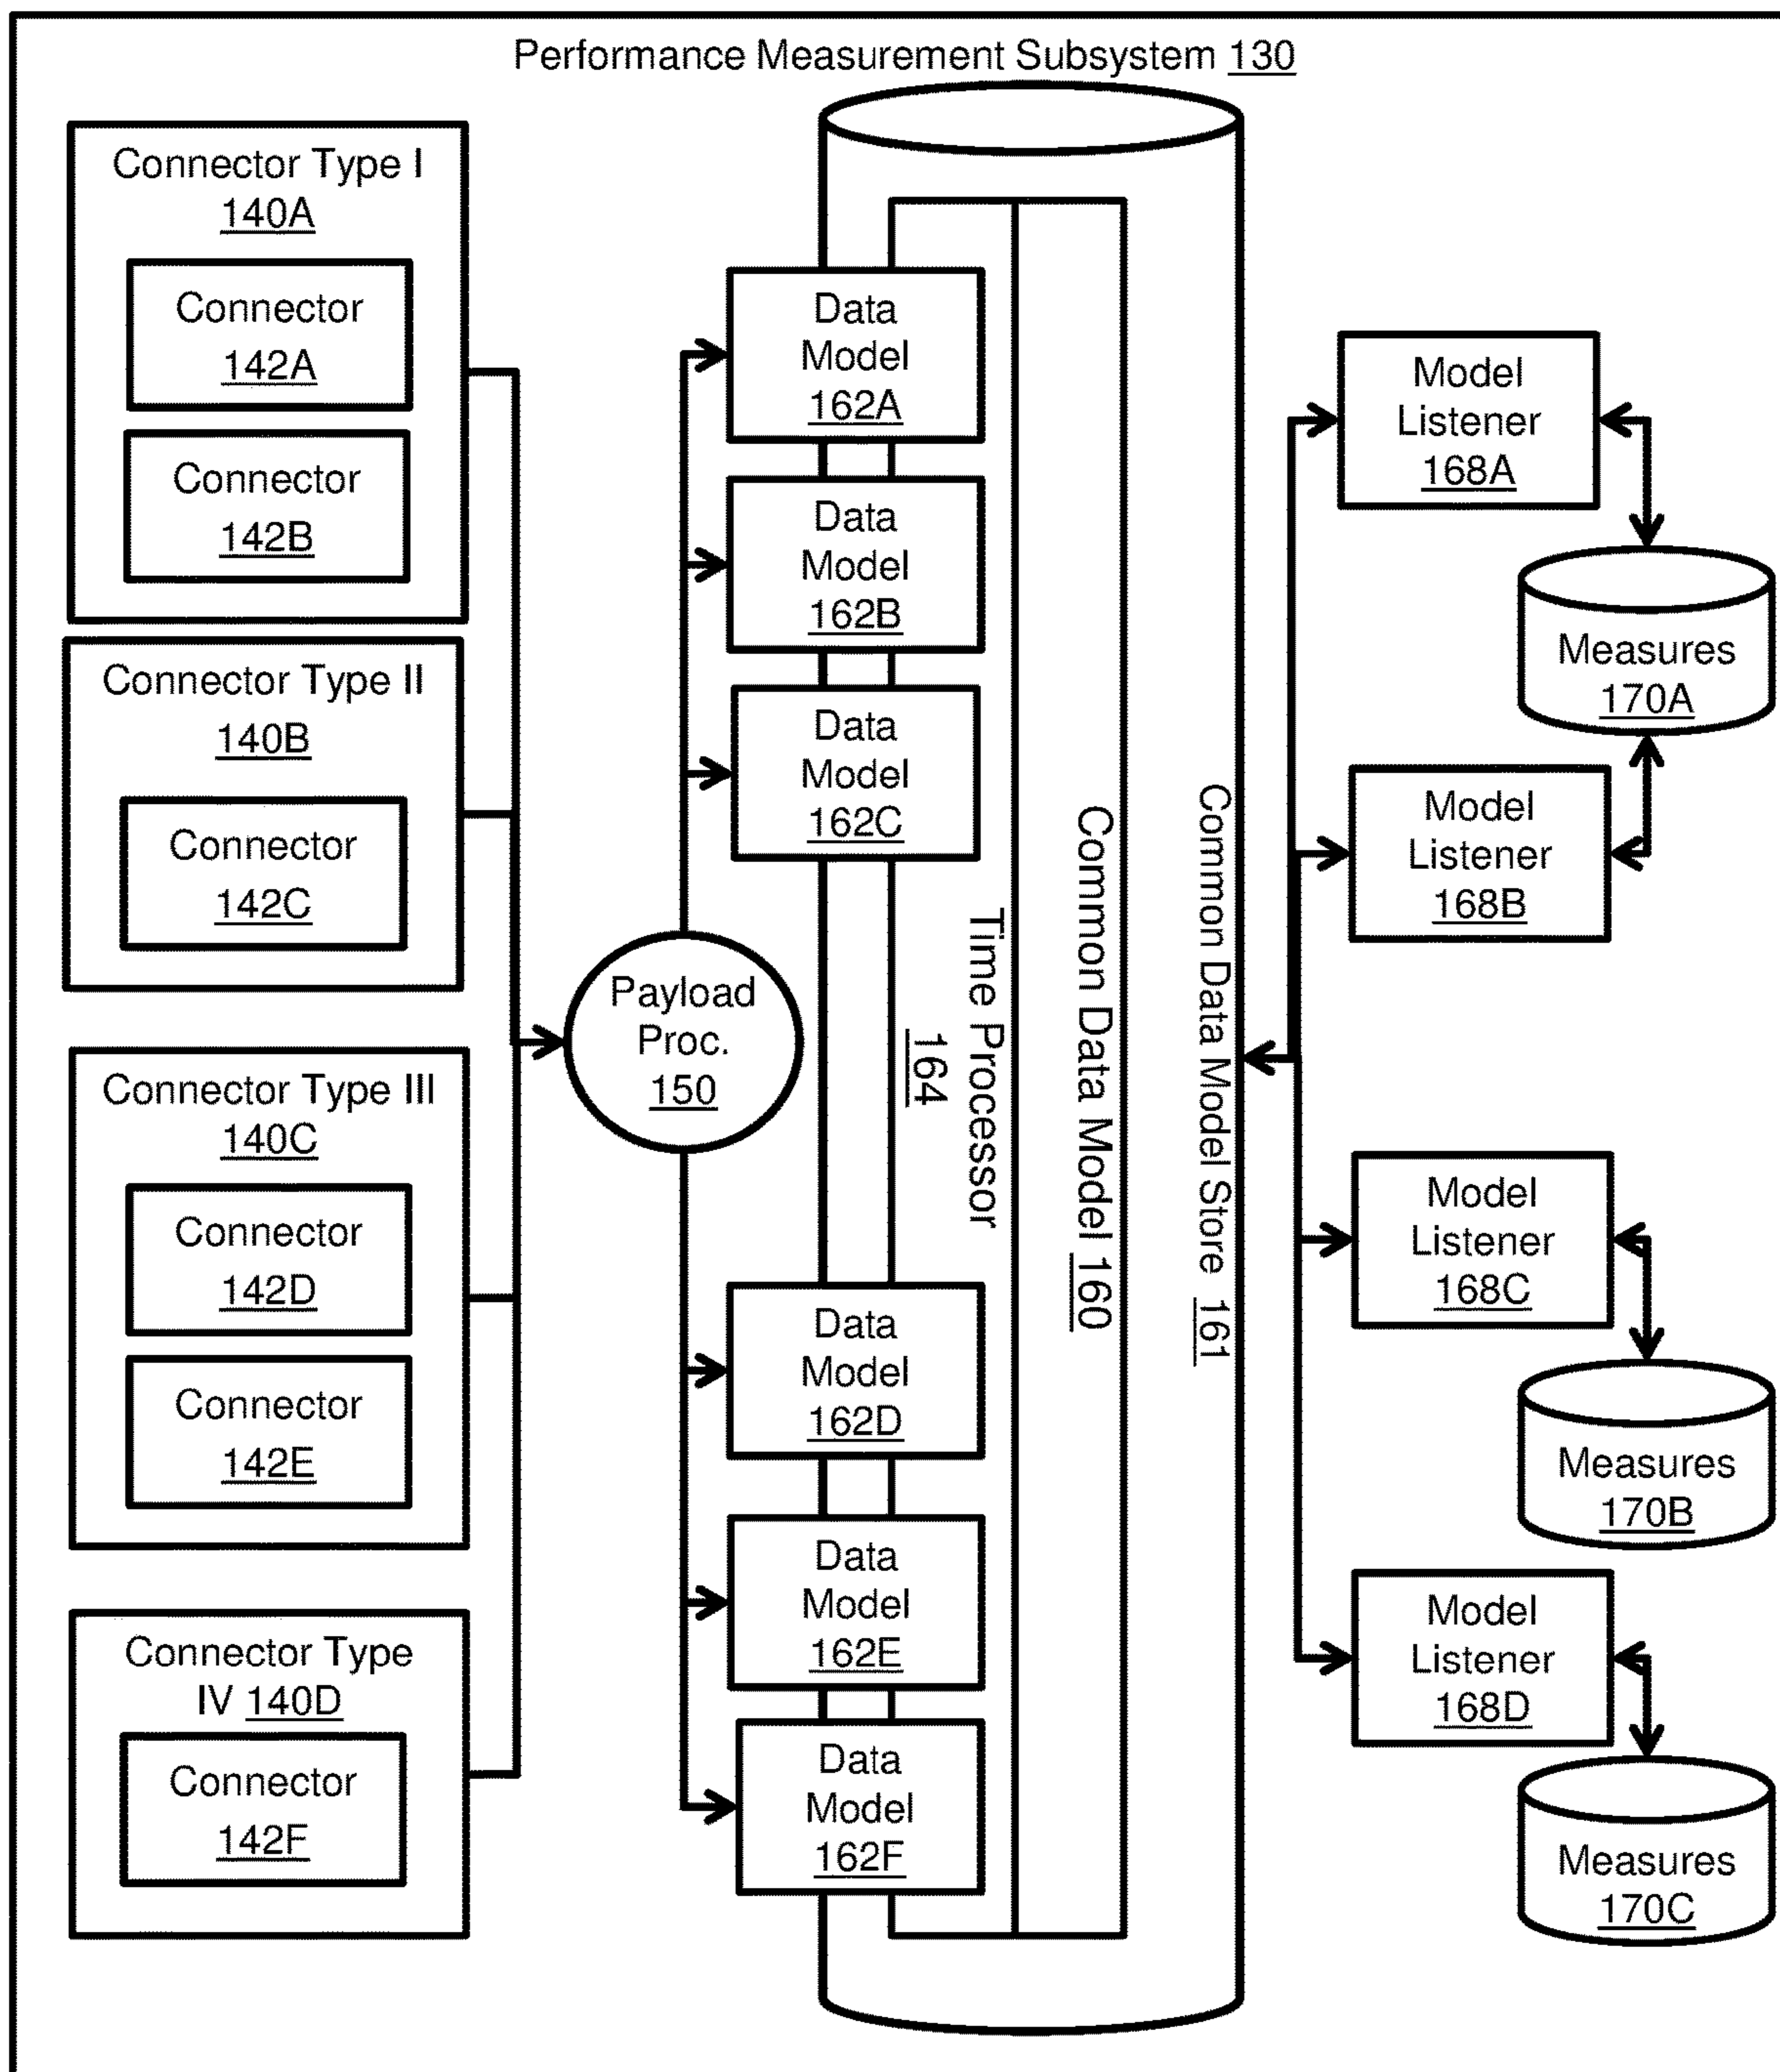 Performance Measurement Subsystem 130
Connector Type I
140A
Connector
142A
Connector
142B
Connector Type II
140B
Connector
142C
Connector Type III
140C
Connector
142D
Connector
142E
Connector Type
IV 140D
Connector
142F
Payload
Proc.
150
Data
Model
162A
Data
Model
162B
Data
Model
162C
Data
Model
162D
Data
Model
162E
Data
Model
162F
Time Processor
164
Common Data Model 160
Common Data Model Store 161
Model
Listener
168A
Measures
170A
Model
Listener
168B
Model
Listener
168C
Measures
170B
Model
Listener
168D
Measures
170C